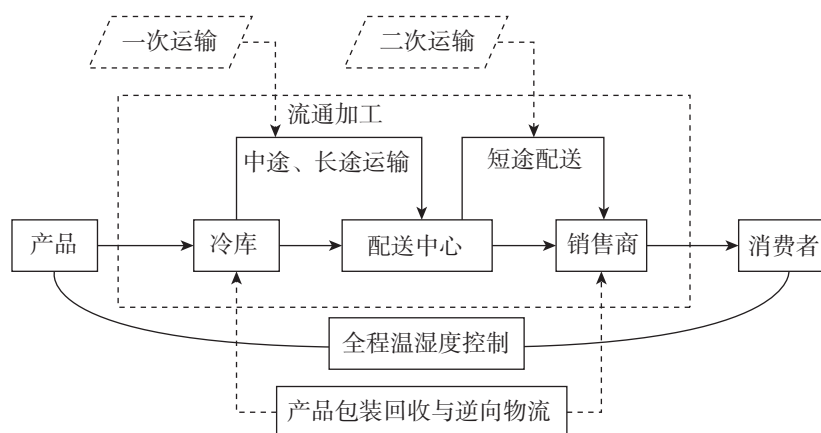 一次运输
二次运输
流通加工
中途、长途运输
短途配送
产品
冷库
配送中心
销售商
消费者
全程温湿度控制
产品包装回收与逆向物流